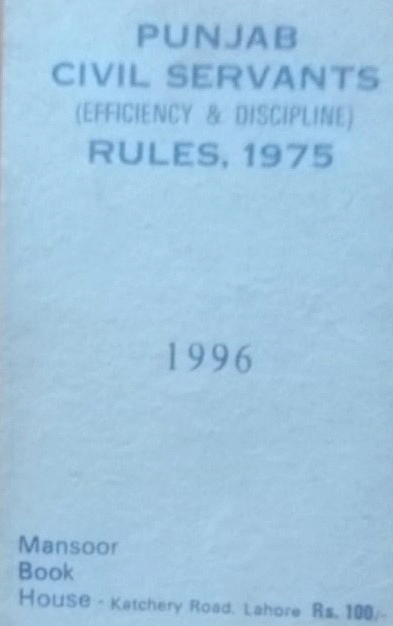 PUNJAB
CIVIL SERVANTS
(EFFICIENCY & DISCIPLINE)
RULES, 1975
1996
Mansoor
Book
House - Katchery Road. Lahore Rs. 100/-